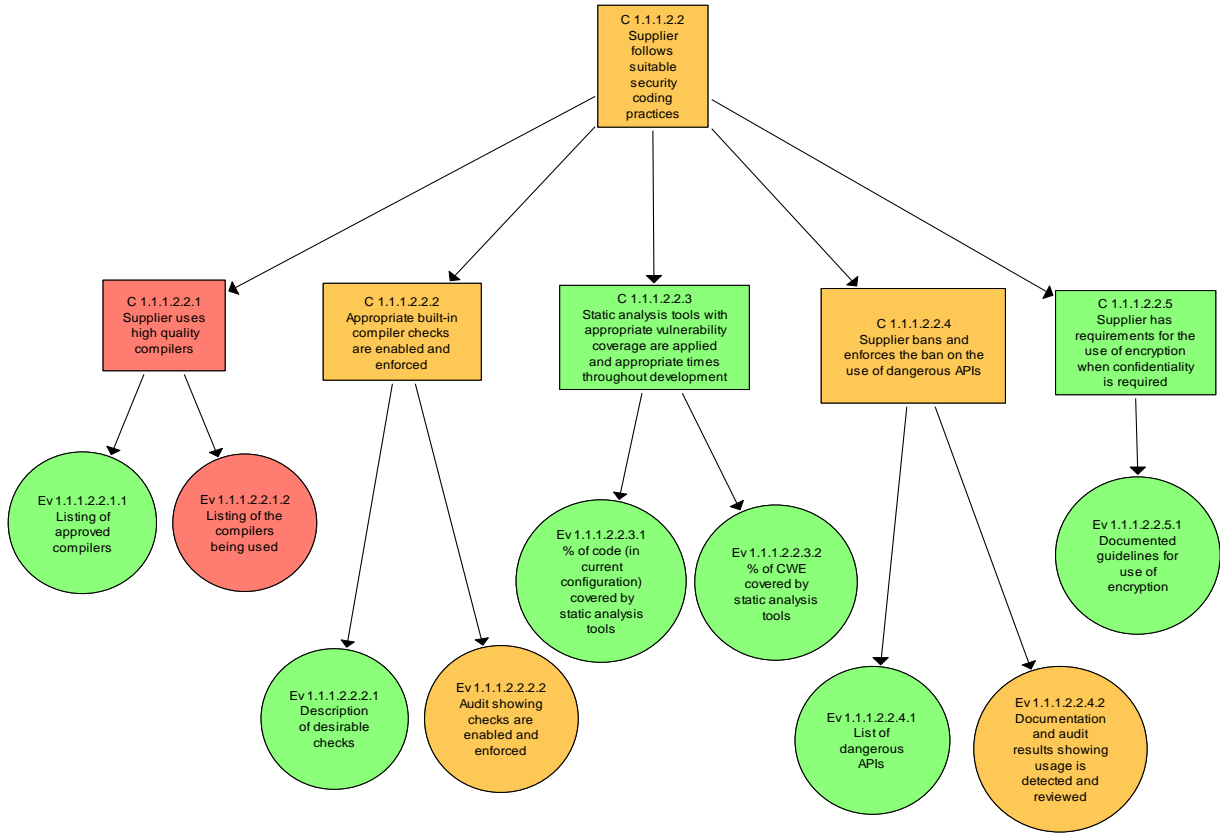 C 1.1.1.2.2
Supplier
follows
suitable
security
coding
practices
C 1.1.1.2.2.1
Supplier uses
high quality
compilers
C 1.1.1.2.2.2
Appropriate built-in
compiler checks
are enabled and
enforced
C 1.1.1.2.2.3
Static analysis tools with
appropriate vulnerability
coverage are applied
and appropriate times
throughout development
C 1.1.1.2.2.4
Supplier bans and
enforces the ban on the
use of dangerous APIs
C 1.1.1.2.2.5
Supplier has
requirements for the
use of encryption
when confidentiality
is required
Ev 1.1.1.2.2.1.1
Listing of
approved
compilers
Ev 1.1.1.2.2.1.2
Listing of the
compilers
being used
Ev 1.1.1.2.2.3.1
% of code (in
current
configuration)
covered by
static analysis
tools
Ev 1.1.1.2.2.3.2
% of CWE
covered by
static analysis
tools
Ev 1.1.1.2.2.5.1
Documented
guidelines for
use of
encryption
Ev 1.1.1.2.2.2.1
Description
of desirable
checks
Ev 1.1.1.2.2.2.2
Audit showing
checks are
enabled and
enforced
Ev 1.1.1.2.2.4.1
List of
dangerous
APIs
Ev 1.1.1.2.2.4.2
Documentation
and audit
results showing
usage is
detected and
reviewed